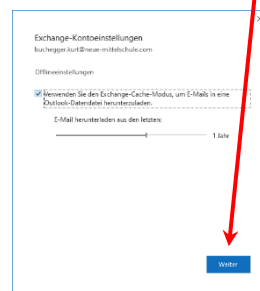 Exchange-Kontoeinstellungen
buchegger.kurt@neue-mittelschule.com
Offlineeinstellungen
Verwenden Sie den Exchange-Cache-Modus, um E-Mails in eine
Outlook-Datendatei herunterzuladen.
E-Mail herunterladen aus den letzten:
1 Jahr
Weiter